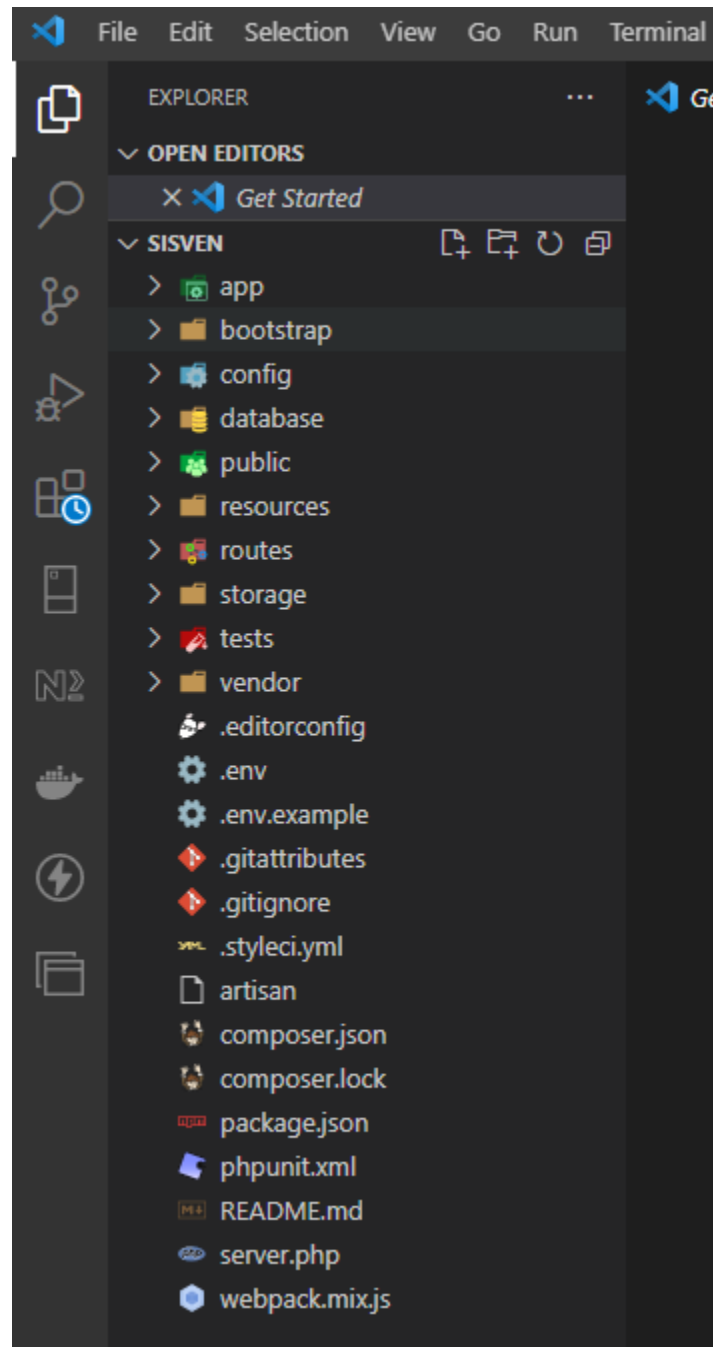 File Edit Selection View Go Run Terminal
EXPLORER ···
Ge
OPEN EDITORS
Get Started
SISVEN
app
bootstrap
config
database
public
resources
routes
storage
tests
vendor
.editorconfig
.env
.env.example
.gitattributes
.gitignore
.styleci.yml
artisan
composer.json
composer.lock
package.json
phpunit.xml
README.md
server.php
webpack.mix.js